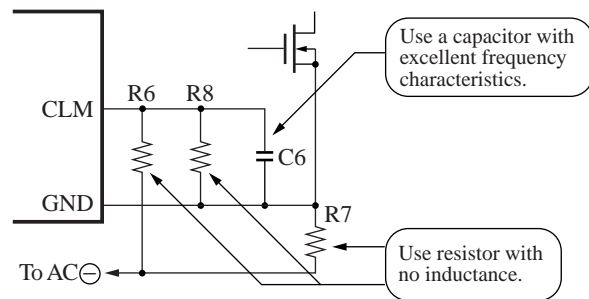 Use a capacitor with
excellent frequency
characteristics.
R6 R8
CLM
C6
GND
R7
To AC⊖
Use resistor with
no inductance.